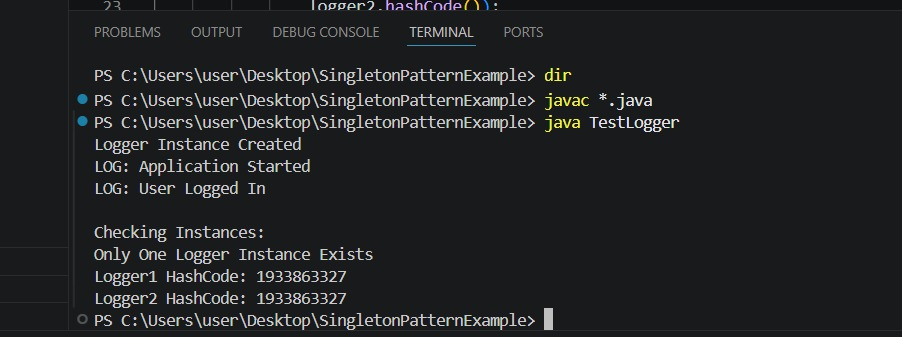 23 logger2.hashCode());
PROBLEMS OUTPUT DEBUG CONSOLE TERMINAL PORTS
PS C:\Users\user\Desktop\SingletonPatternExample> dir
PS C:\Users\user\Desktop\SingletonPatternExample> javac *.java
PS C:\Users\user\Desktop\SingletonPatternExample> java TestLogger
Logger Instance Created
LOG: Application Started
LOG: User Logged In
Checking Instances:
Only One Logger Instance Exists
Logger1 HashCode: 1933863327
Logger2 HashCode: 1933863327
PS C:\Users\user\Desktop\SingletonPatternExample>